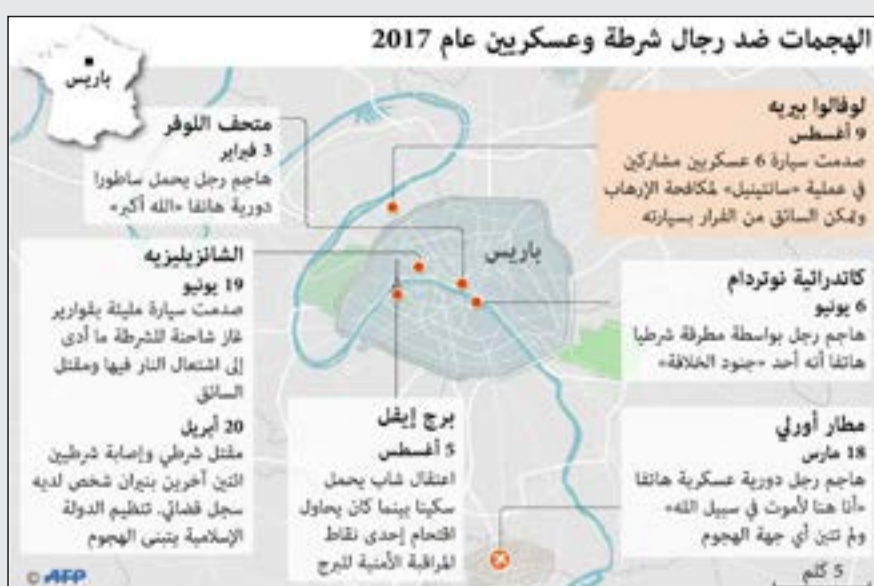 الهجمات ضد رجال شرطة وعسكريين عام 2017
باريس
لوفالوا بيريه
9 أغسطس
صدمت سيارة 6 عسكريين مشاركين
في عملية «سانتينيل» لمكافحة الإرهاب
وتمكن السائق من الفرار بسيارته
متحف اللوفر
3 فبراير
هاجم رجل يحمل ساطورا
دورية هاتفا «الله أكبر»
باريس
كاتدرائية نوتردام
6 يونيو
هاجم رجل بواسطة مطرقة شرطيا
هاتفا أنه أحد «جنود الخلافة»
الشانزيليزيه
19 يونيو
صدمت سيارة مليئة بقوارير
غاز شاحنة للشرطة ما أدى
إلى اشتعال النار فيها ومقتل
السائق
20 أبريل
مقتل شرطي وإصابة شرطيين
اثنين آخرين بنيران شخص لديه
سجل قضائي. تنظيم الدولة
الإسلامية يتبنى الهجوم
برج إيفل
5 أغسطس
اعتقال شاب يحمل
سكينا بينما كان يحاول
اقتحام إحدى نقاط
المراقبة الأمنية للبرج
مطار أورلي
18 مارس
هاجم رجل دورية عسكرية هاتفا
«أنا هنا لأموت في سبيل الله»
ولم تتبن أي جهة الهجوم
5 كلم
© AFP